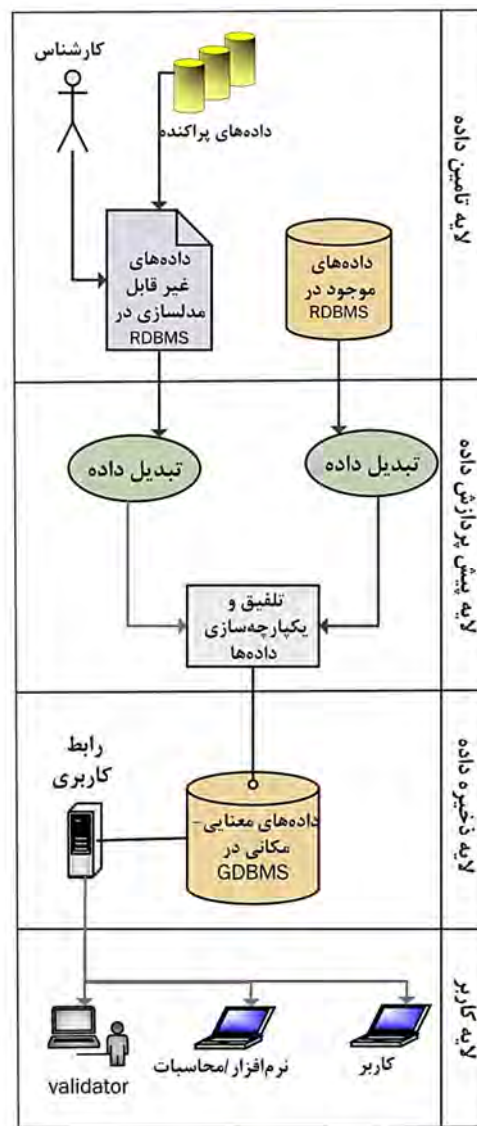 لایه تامین داده
کارشناس
داده‌های پراکنده
داده‌های
غیر قابل
مدلسازی در
RDBMS
داده‌های
موجود در
RDBMS
لایه پیش پردازش داده
تبدیل داده
تبدیل داده
تلفیق و
یکپارچه‌سازی
داده‌ها
لایه ذخیره داده
رابط
کاربری
داده‌های معنایی-
مکانی در
GDBMS
لایه کاربر
کاربر
نرم‌افزار/محاسبات
validator